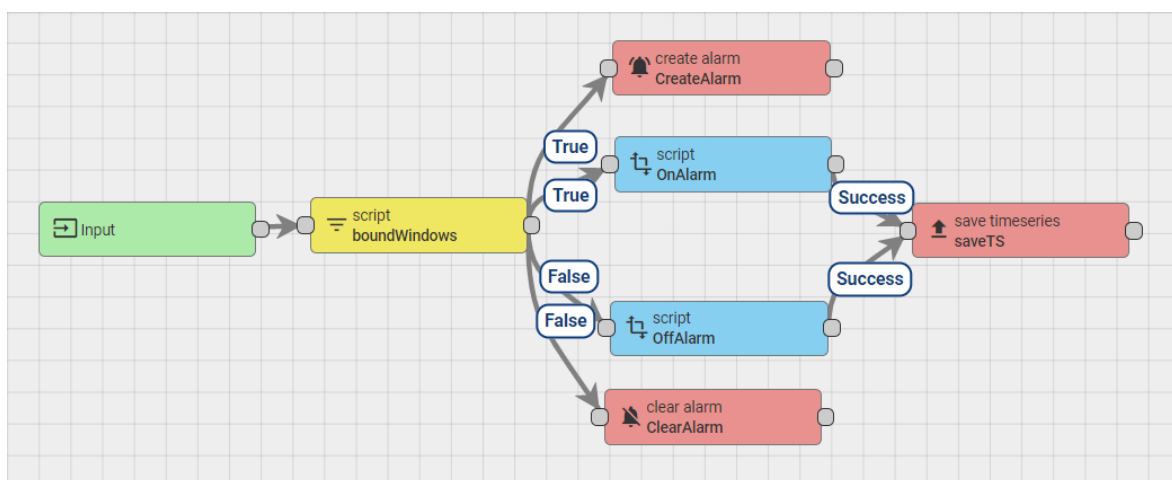 create alarm
CreateAlarm
True
script
OnAlarm
True
Success
Input
script
boundWindows
save timeseries
saveTS
False
Success
False
script
OffAlarm
clear alarm
ClearAlarm